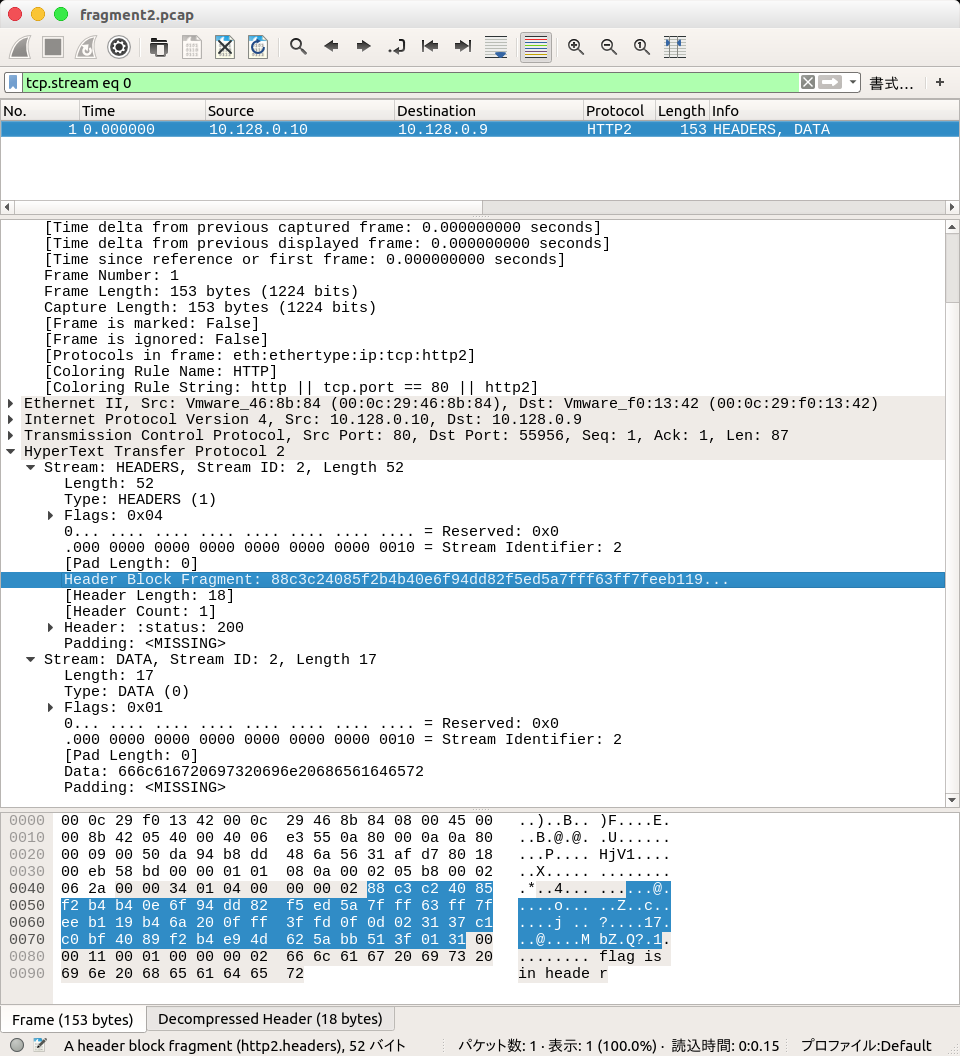 fragment2.pcap
tcp.stream eq 0
書式…
+
No. Time Source Destination Protocol Length Info
1 0.000000 10.128.0.10 10.128.0.9 HTTP2 153 HEADERS, DATA
[Time delta from previous captured frame: 0.000000000 seconds]
[Time delta from previous displayed frame: 0.000000000 seconds]
[Time since reference or first frame: 0.000000000 seconds]
Frame Number: 1
Frame Length: 153 bytes (1224 bits)
Capture Length: 153 bytes (1224 bits)
[Frame is marked: False]
[Frame is ignored: False]
[Protocols in frame: eth:ethertype:ip:tcp:http2]
[Coloring Rule Name: HTTP]
[Coloring Rule String: http || tcp.port == 80 || http2]
Ethernet II, Src: Vmware_46:8b:84 (00:0c:29:46:8b:84), Dst: Vmware_f0:13:42 (00:0c:29:f0:13:42)
Internet Protocol Version 4, Src: 10.128.0.10, Dst: 10.128.0.9
Transmission Control Protocol, Src Port: 80, Dst Port: 55956, Seq: 1, Ack: 1, Len: 87
HyperText Transfer Protocol 2
Stream: HEADERS, Stream ID: 2, Length 52
Length: 52
Type: HEADERS (1)
Flags: 0x04
0... .... .... .... .... .... .... .... = Reserved: 0x0
.000 0000 0000 0000 0000 0000 0000 0010 = Stream Identifier: 2
[Pad Length: 0]
Header Block Fragment: 88c3c24085f2b4b40e6f94dd82f5ed5a7fff63ff7feeb119...
[Header Length: 18]
[Header Count: 1]
Header: :status: 200
Padding: <MISSING>
Stream: DATA, Stream ID: 2, Length 17
Length: 17
Type: DATA (0)
Flags: 0x01
0... .... .... .... .... .... .... .... = Reserved: 0x0
.000 0000 0000 0000 0000 0000 0000 0010 = Stream Identifier: 2
[Pad Length: 0]
Data: 666c616720697320696e20686561646572
Padding: <MISSING>
0000 00 0c 29 f0 13 42 00 0c 29 46 8b 84 08 00 45 00 ..)..B.. )F....E.
0010 00 8b 42 05 40 00 40 06 e3 55 0a 80 00 0a 0a 80 ..B.@.@. .U......
0020 00 09 00 50 da 94 b8 dd 48 6a 56 31 af d7 80 18 ...P.... HjV1....
0030 00 eb 58 bd 00 00 01 01 08 0a 00 02 05 b8 00 02 ..X..... ........
0040 06 2a 00 00 34 01 04 00 00 00 02 88 c3 c2 40 85 .*..4... ......@.
0050 f2 b4 b4 0e 6f 94 dd 82 f5 ed 5a 7f ff 63 ff 7f ....o... ..Z..c..
0060 ee b1 19 b4 6a 20 0f ff 3f fd 0f 0d 02 31 37 c1 ....j .. ?....17.
0070 c0 bf 40 89 f2 b4 e9 4d 62 5a bb 51 3f 01 31 00 ..@....M bZ.Q?.1.
0080 00 11 00 01 00 00 00 02 66 6c 61 67 20 69 73 20 ........ flag is
0090 69 6e 20 68 65 61 64 65 72 in heade r
Frame (153 bytes) Decompressed Header (18 bytes)
A header block fragment (http2.headers), 52 バイト パケット数: 1 · 表示: 1 (100.0%) · 読込時間: 0:0.15 プロファイル:Default